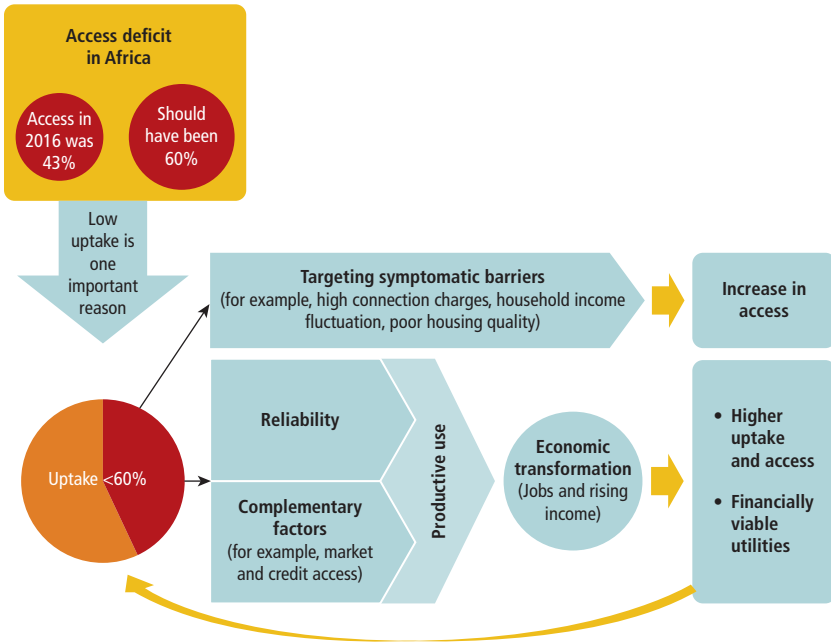 Access deficit
in Africa
Access in
2016 was
43%
Should
have been
60%
Low
uptake is
one
important
reason
Targeting symptomatic barriers
(for example, high connection charges, household income
fluctuation, poor housing quality)
Increase in
access
Uptake <60%
Reliability
Complementary
factors
(for example, market
and credit access)
Productive use
Economic
transformation
(Jobs and rising
income)
• Higher
uptake
and access
• Financially
viable
utilities